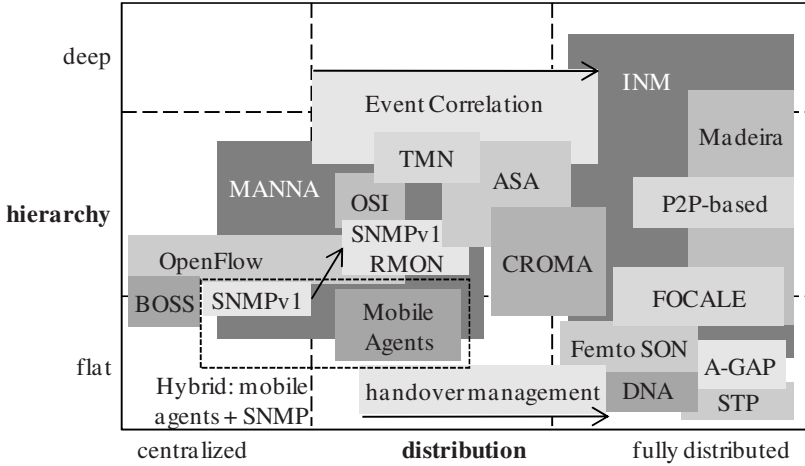 deep
INM
Event Correlation
Madeira
TMN
MANNA
ASA
OSI
P2P-based
hierarchy
SNMPv1
OpenFlow
RMON
CROMA
BOSS
SNMPv1
FOCALE
Mobile
Agents
Femto SON
A-GAP
flat
Hybrid: mobile
agents + SNMP
handover management
DNA
STP
centralized
distribution
fully distributed